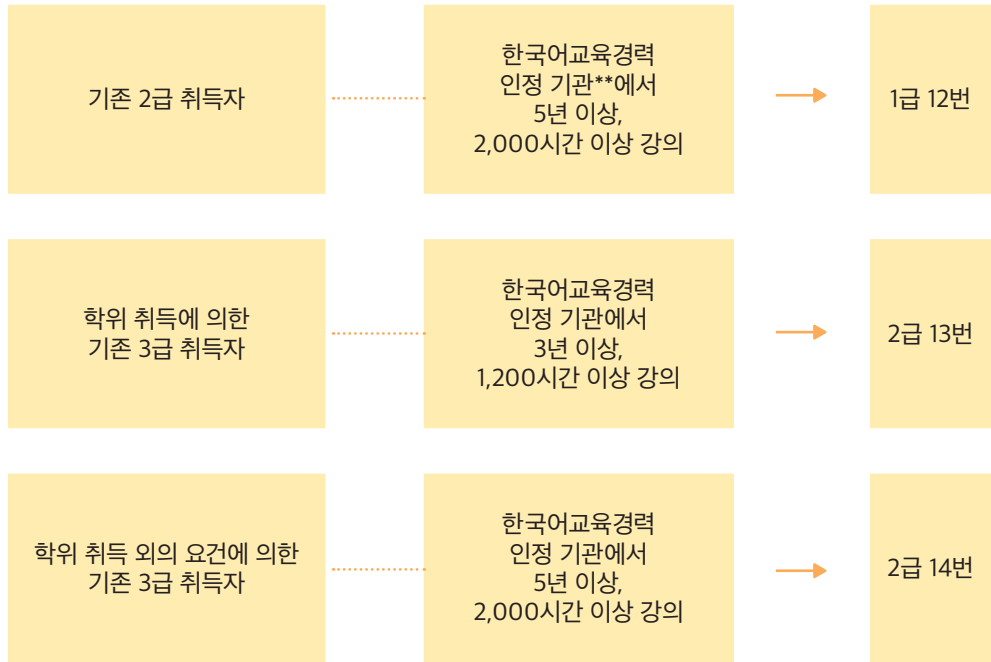 기존 2급 취득자
한국어교육경력
인정 기관**에서
5년 이상,
2,000시간 이상 강의
1급 12번
학위 취득에 의한
기존 3급 취득자
한국어교육경력
인정 기관에서
3년 이상,
1,200시간 이상 강의
2급 13번
학위 취득 외의 요건에 의한
기존 3급 취득자
한국어교육경력
인정 기관에서
5년 이상,
2,000시간 이상 강의
2급 14번